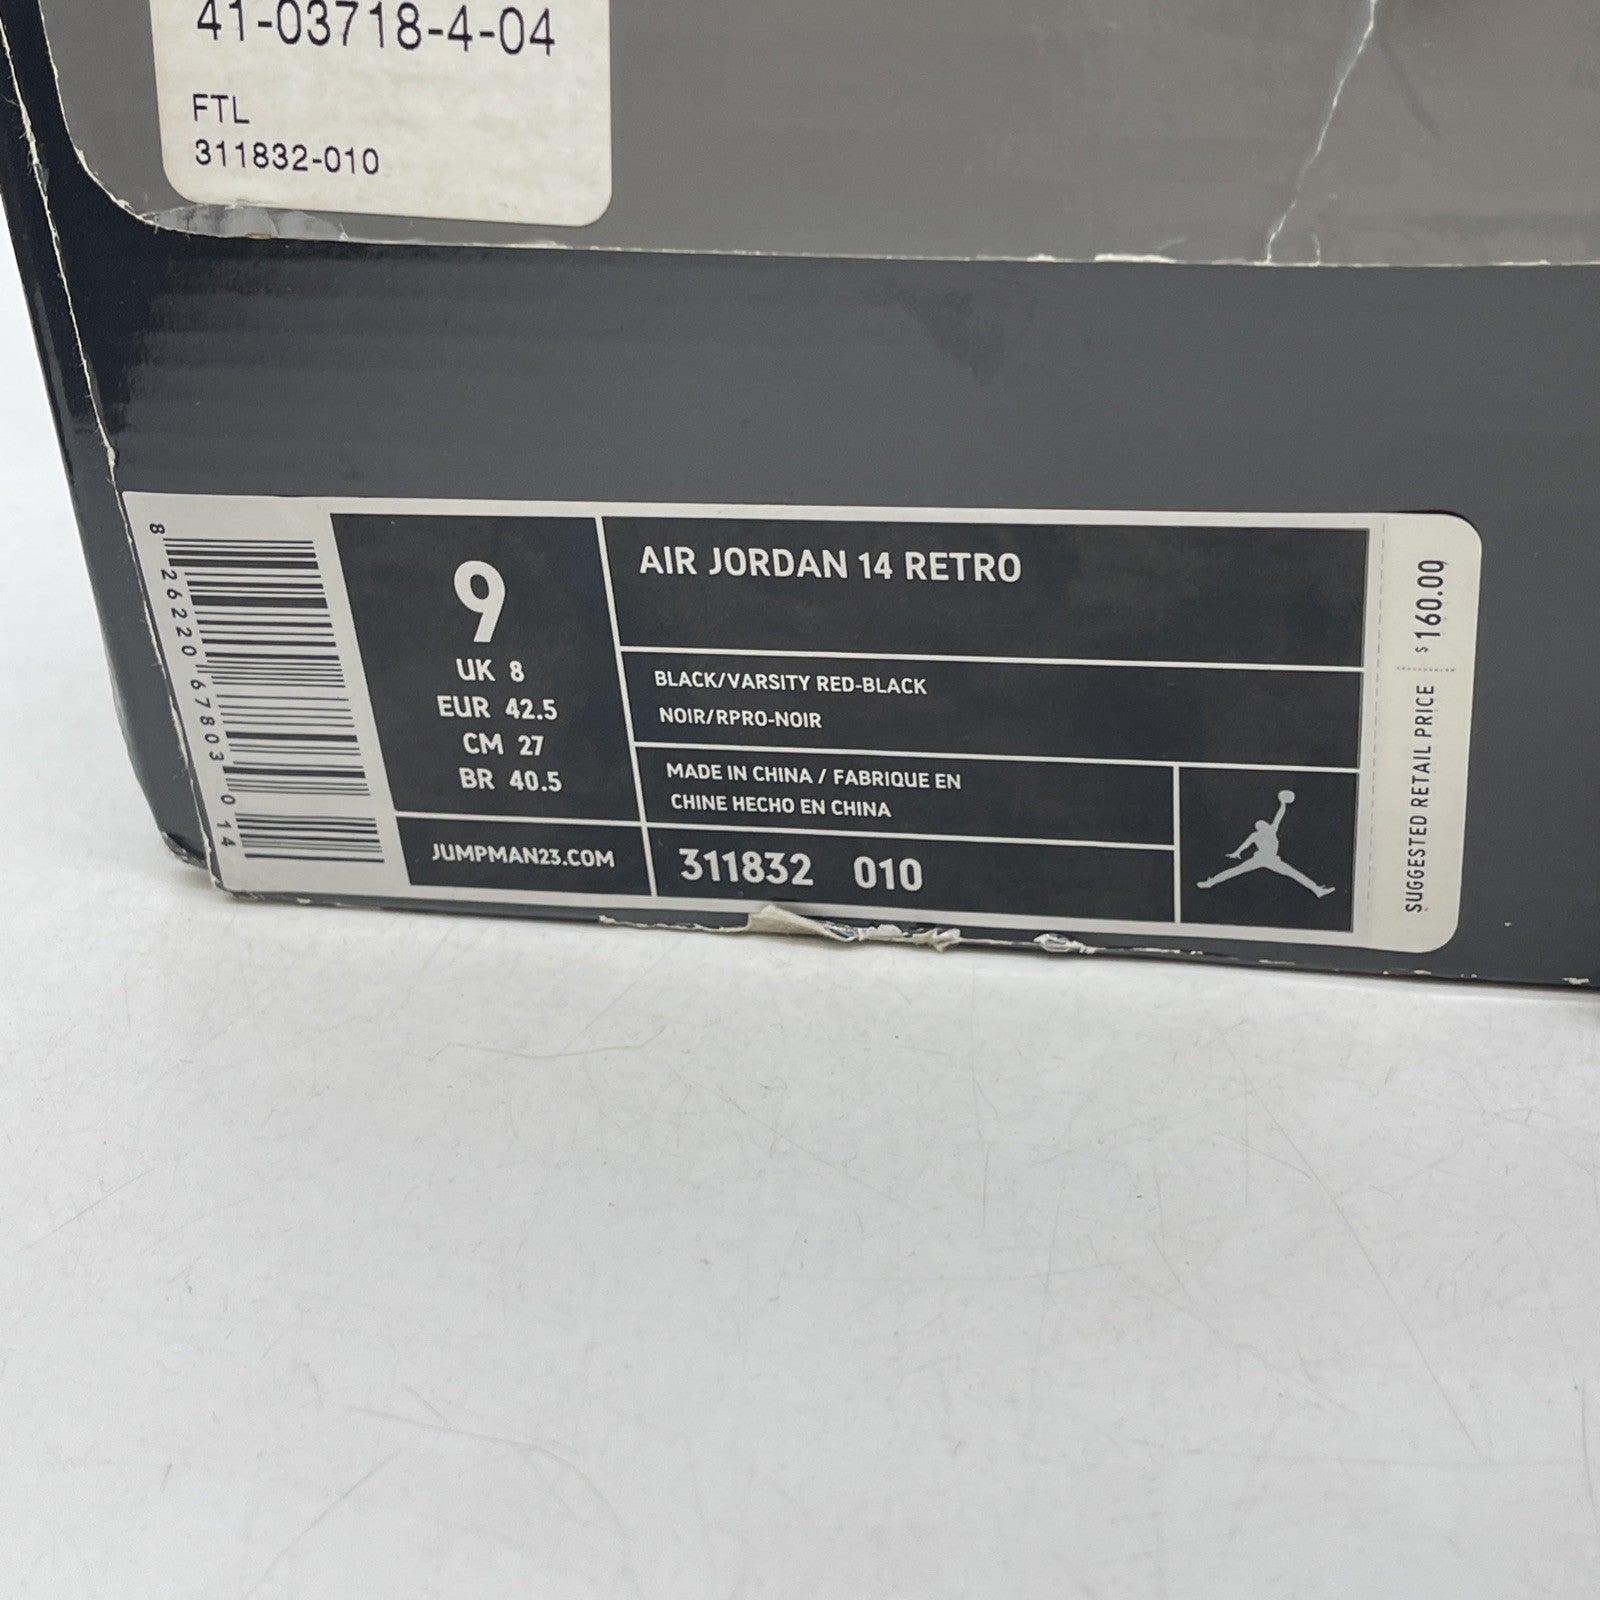 41-03718-4-04
FTL
311832-010
8 26220 67803 014
9
UK 8
EUR 42.5
CM 27
BR 40.5
JUMPMAN23.COM
AIR JORDAN 14 RETRO
BLACK/VARSITY RED-BLACK
NOIR/RPRO-NOIR
MADE IN CHINA / FABRIQUE EN
CHINE HECHO EN CHINA
311832 010
SUGGESTED RETAIL PRICE $160.00